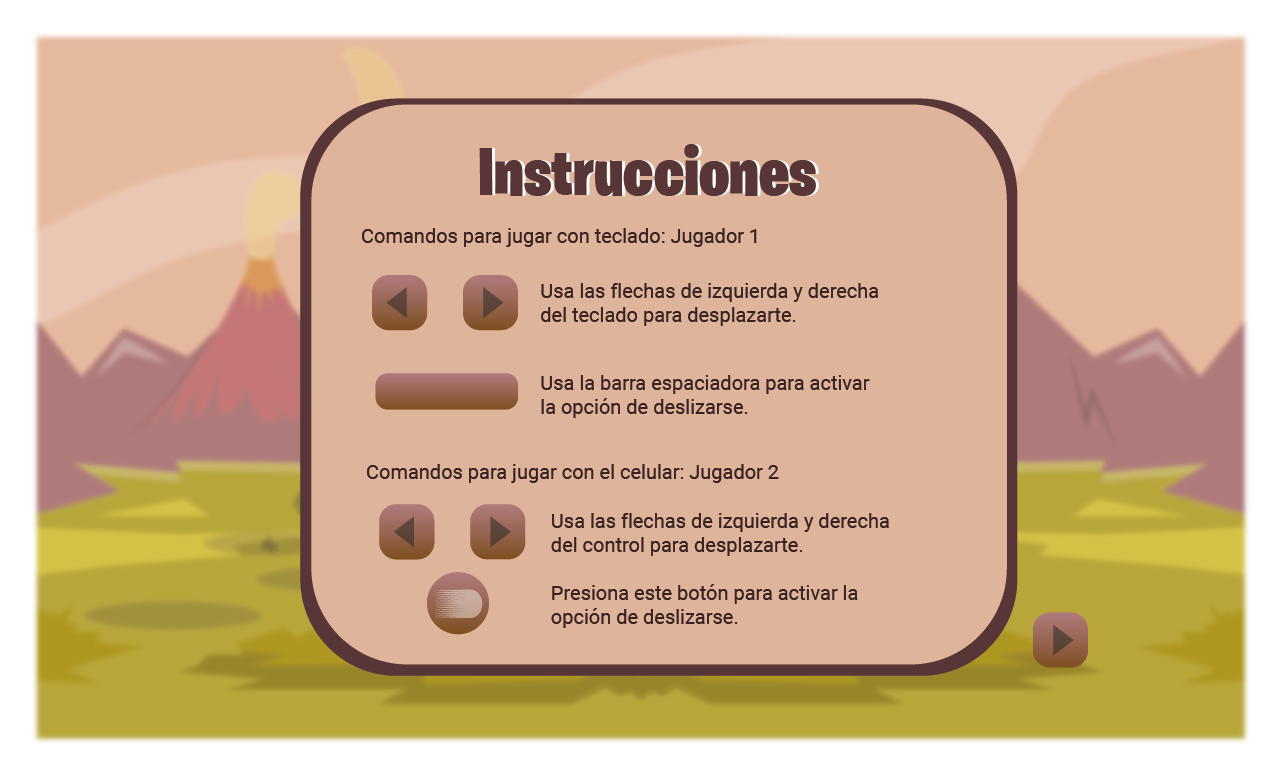 Instrucciones
Comandos para jugar con teclado: Jugador 1
Usa las flechas de izquierda y derecha
del teclado para desplazarte.
Usa la barra espaciadora para activar
la opción de deslizarse.
Comandos para jugar con el celular: Jugador 2
Usa las flechas de izquierda y derecha
del control para desplazarte.
Presiona este botón para activar la
opción de deslizarse.